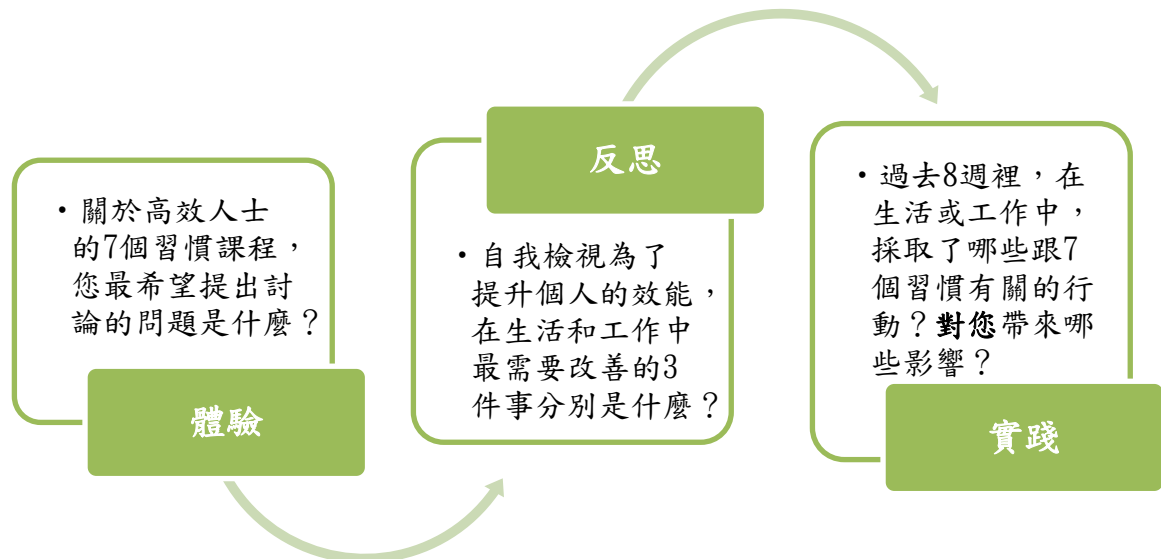 ・關於高效人士
的7個習慣課程，
您最希望提出討
論的問題是什麼？
體驗
反思
・自我檢視為了
提升個人的效能，
在生活和工作中
最需要改善的3
件事分別是什麼？
・過去8週裡，在
生活或工作中，
採取了哪些跟7
個習慣有關的行
動？對您帶來哪
些影響？
實踐